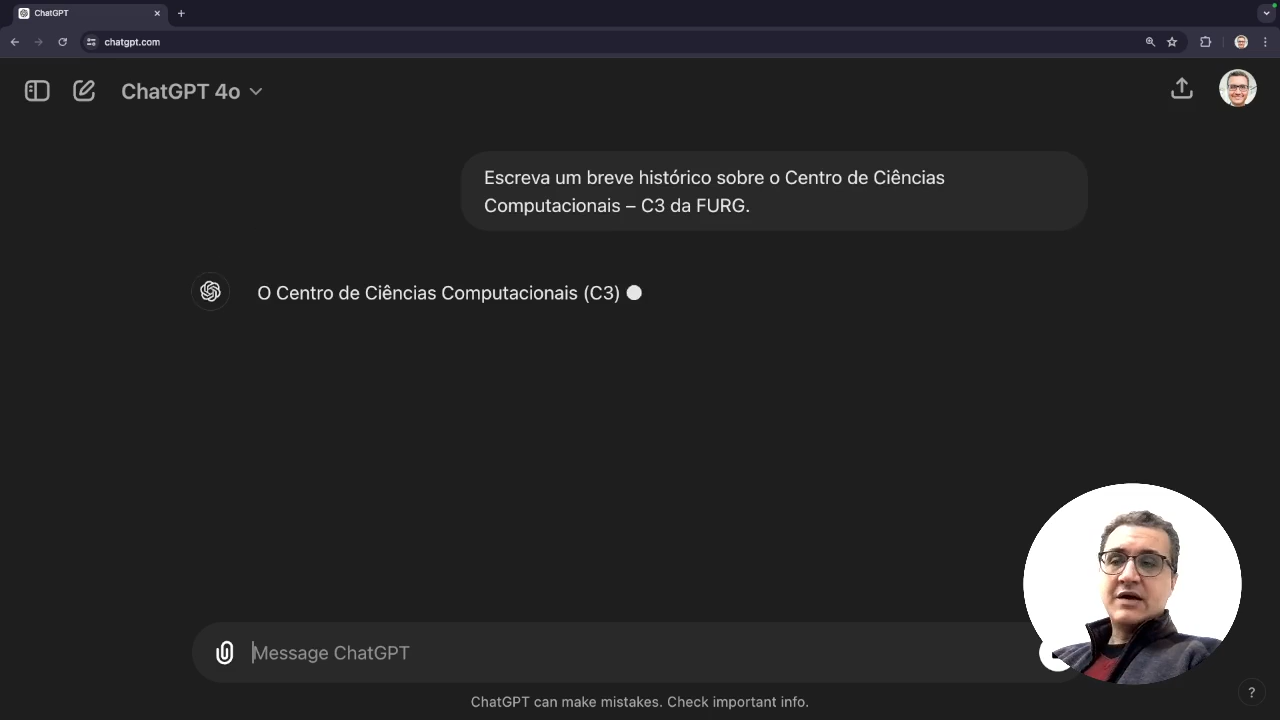 ChatGPT
chatgpt.com
ChatGPT 4o
Escreva um breve histórico sobre o Centro de Ciências
Computacionais – C3 da FURG.
O Centro de Ciências Computacionais (C3)
Message ChatGPT
ChatGPT can make mistakes. Check important info.
?